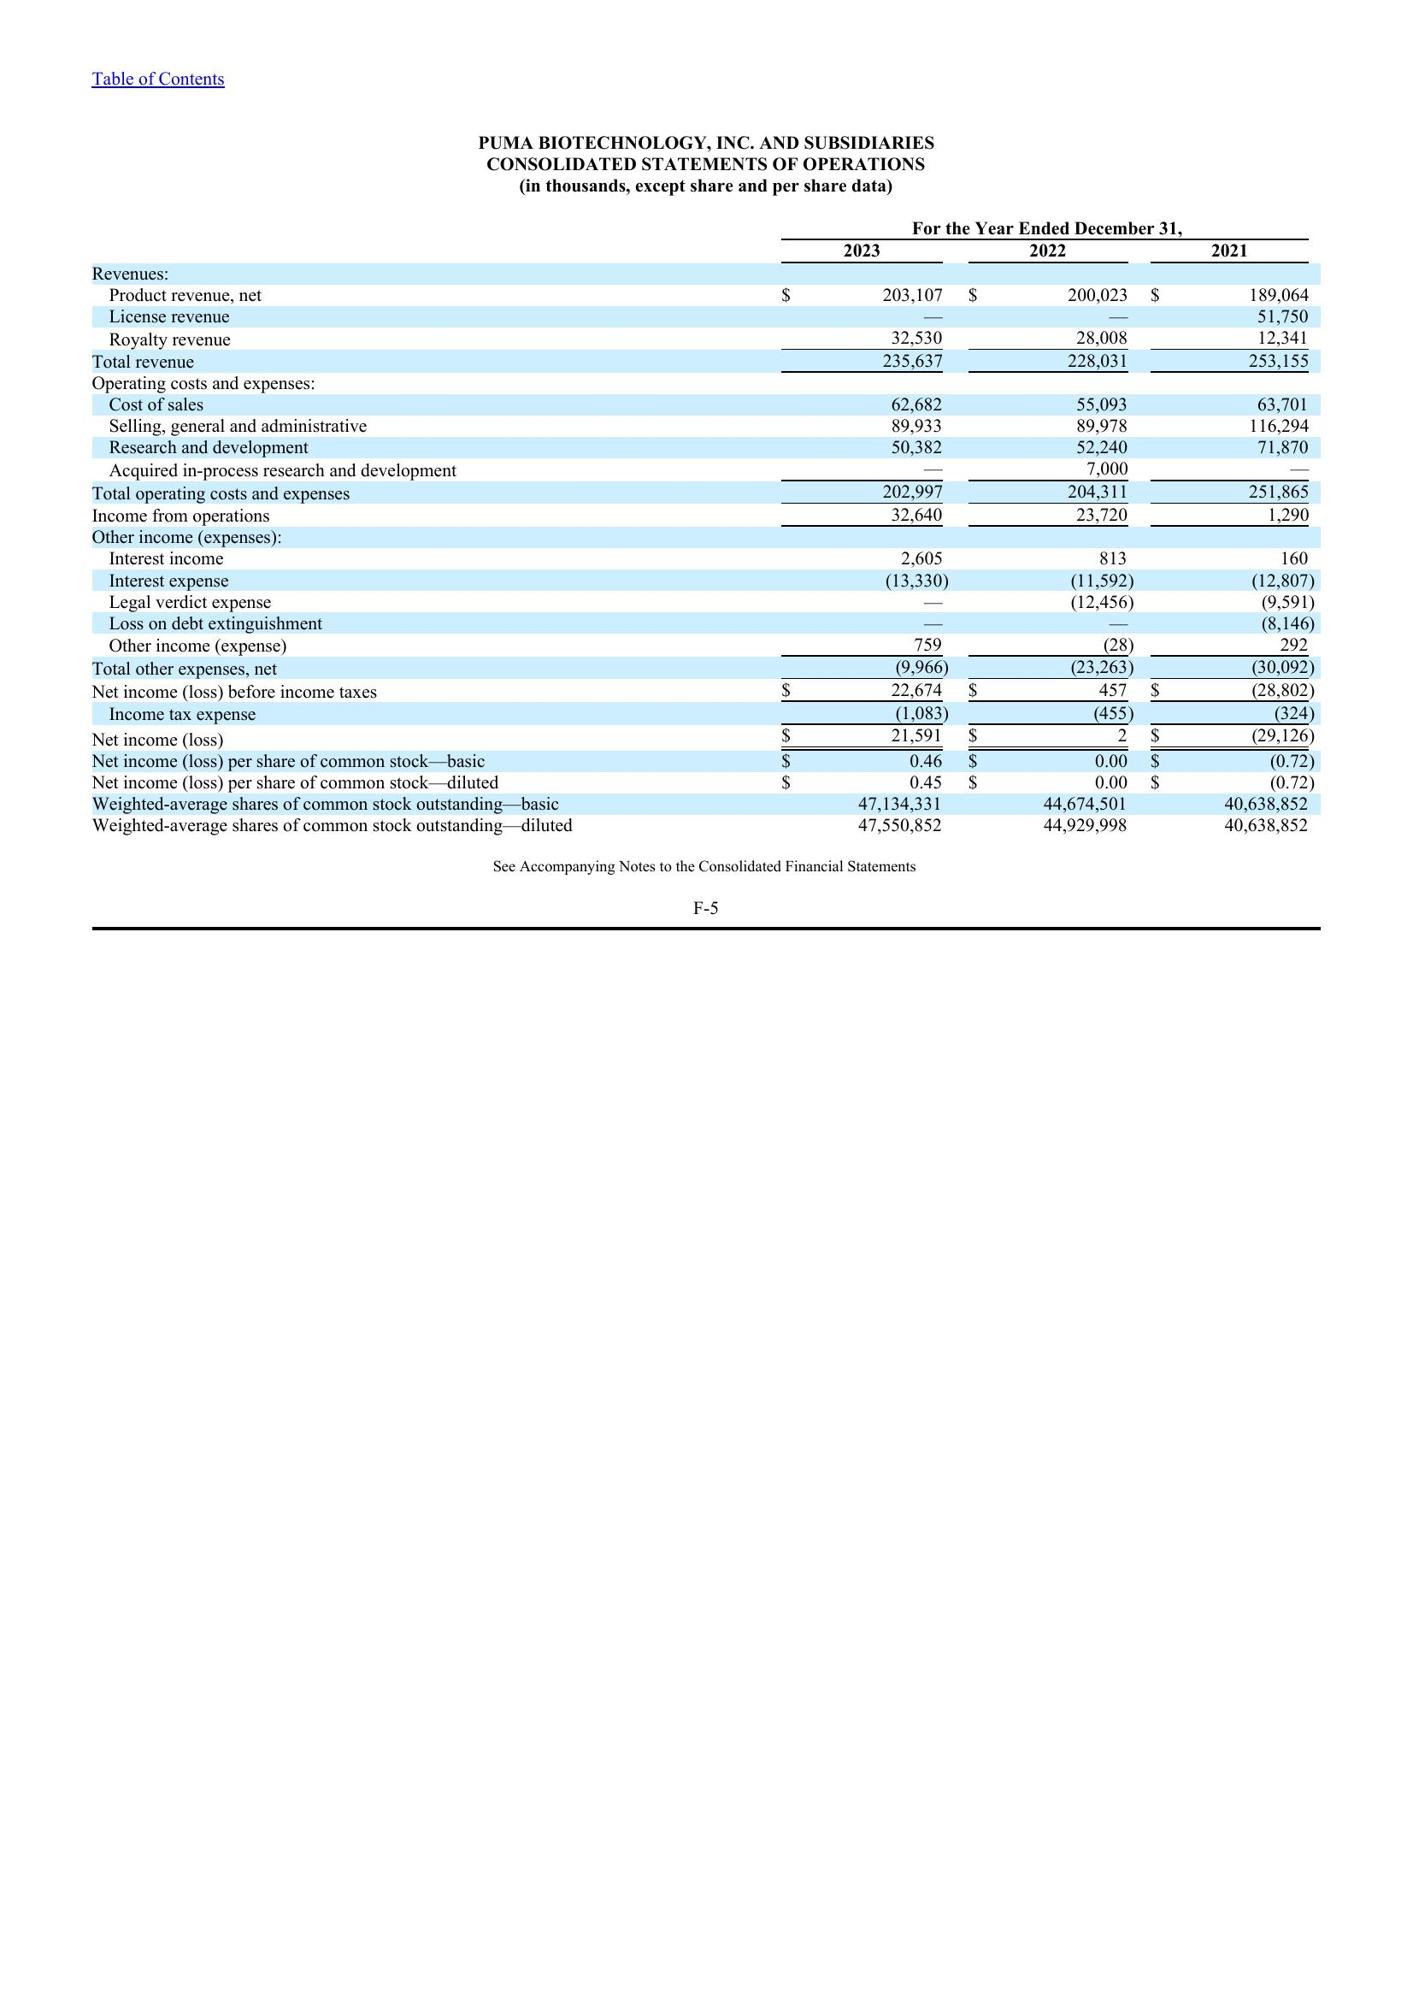 Table of Contents
PUMA BIOTECHNOLOGY, INC. AND SUBSIDIARIES
CONSOLIDATED STATEMENTS OF OPERATIONS
(in thousands, except share and per share data)
For the Year Ended December 31,
2023 2022 2021
Revenues:
Product revenue, net $ 203,107 $ 200,023 $ 189,064
License revenue — — 51,750
Royalty revenue 32,530 28,008 12,341
Total revenue 235,637 228,031 253,155
Operating costs and expenses:
Cost of sales 62,682 55,093 63,701
Selling, general and administrative 89,933 89,978 116,294
Research and development 50,382 52,240 71,870
Acquired in-process research and development — 7,000 —
Total operating costs and expenses 202,997 204,311 251,865
Income from operations 32,640 23,720 1,290
Other income (expenses):
Interest income 2,605 813 160
Interest expense (13,330) (11,592) (12,807)
Legal verdict expense — (12,456) (9,591)
Loss on debt extinguishment — — (8,146)
Other income (expense) 759 (28) 292
Total other expenses, net (9,966) (23,263) (30,092)
Net income (loss) before income taxes $ 22,674 $ 457 $ (28,802)
Income tax expense (1,083) (455) (324)
Net income (loss) $ 21,591 $ 2 $ (29,126)
Net income (loss) per share of common stock—basic $ 0.46 $ 0.00 $ (0.72)
Net income (loss) per share of common stock—diluted $ 0.45 $ 0.00 $ (0.72)
Weighted-average shares of common stock outstanding—basic 47,134,331 44,674,501 40,638,852
Weighted-average shares of common stock outstanding—diluted 47,550,852 44,929,998 40,638,852
See Accompanying Notes to the Consolidated Financial Statements
F-5